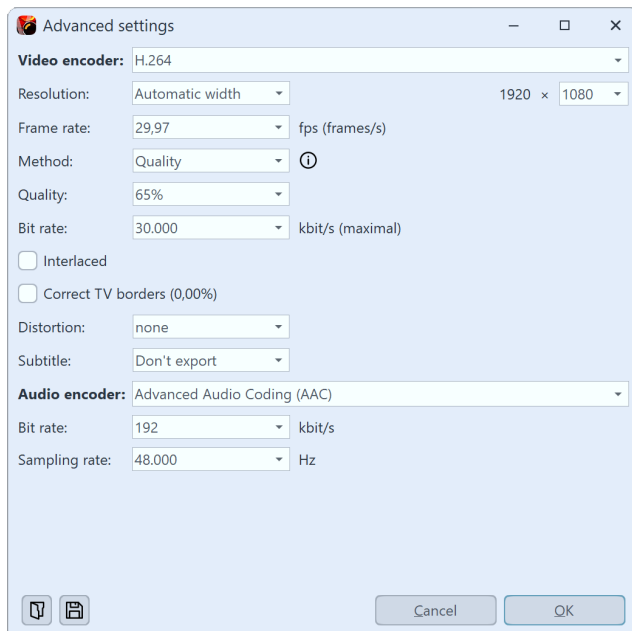 Advanced settings
Video encoder: H.264
Resolution: Automatic width 1920 × 1080
Frame rate: 29,97 fps (frames/s)
Method: Quality
Quality: 65%
Bit rate: 30.000 kbit/s (maximal)
Interlaced
Correct TV borders (0,00%)
Distortion: none
Subtitle: Don't export
Audio encoder: Advanced Audio Coding (AAC)
Bit rate: 192 kbit/s
Sampling rate: 48.000 Hz
Cancel OK